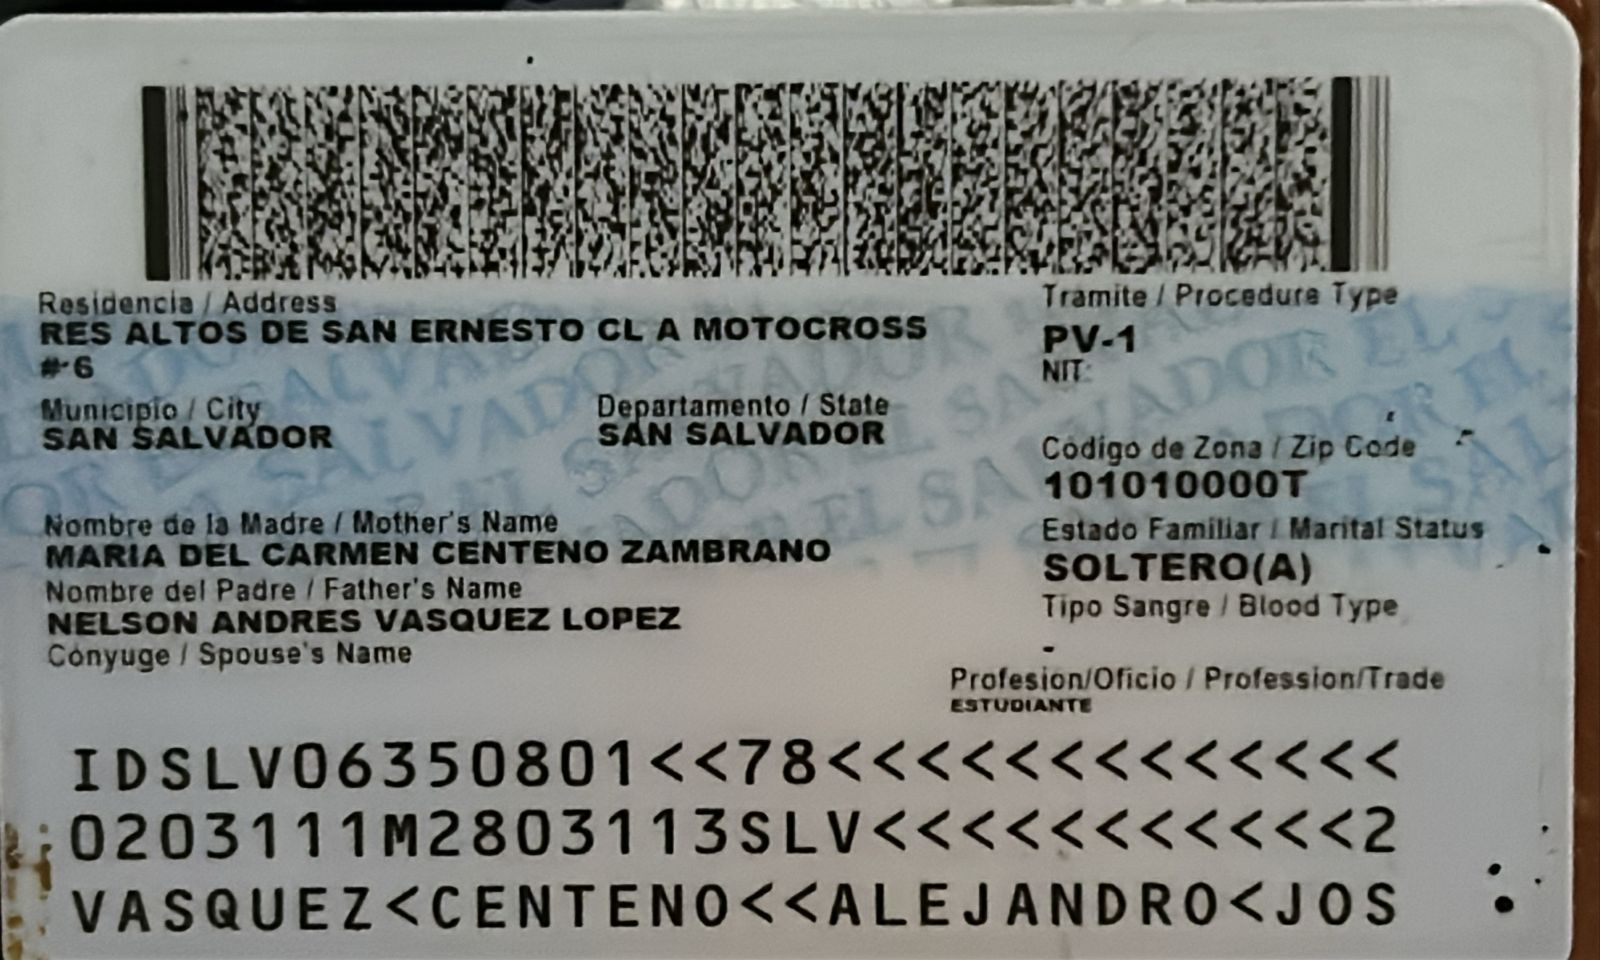 Residencia / Address
RES ALTOS DE SAN ERNESTO CL A MOTOCROSS
# 6
Municipio / City
SAN SALVADOR
Departamento / State
SAN SALVADOR
Nombre de la Madre / Mother's Name
MARIA DEL CARMEN CENTENO ZAMBRANO
Nombre del Padre / Father's Name
NELSON ANDRES VASQUEZ LOPEZ
Cónyuge / Spouse's Name
Tramite / Procedure Type
PV-1
NIT:
Código de Zona / Zip Code
101010000T
Estado Familiar / Marital Status
SOLTERO(A)
Tipo Sangre / Blood Type
-
Profesion/Oficio / Profession/Trade
ESTUDIANTE
IDSLV06350801<<78<<<<<<<<<<<<<
0203111M2803113SLV<<<<<<<<<<<2
VASQUEZ<CENTENO<<ALEJANDRO<JOS